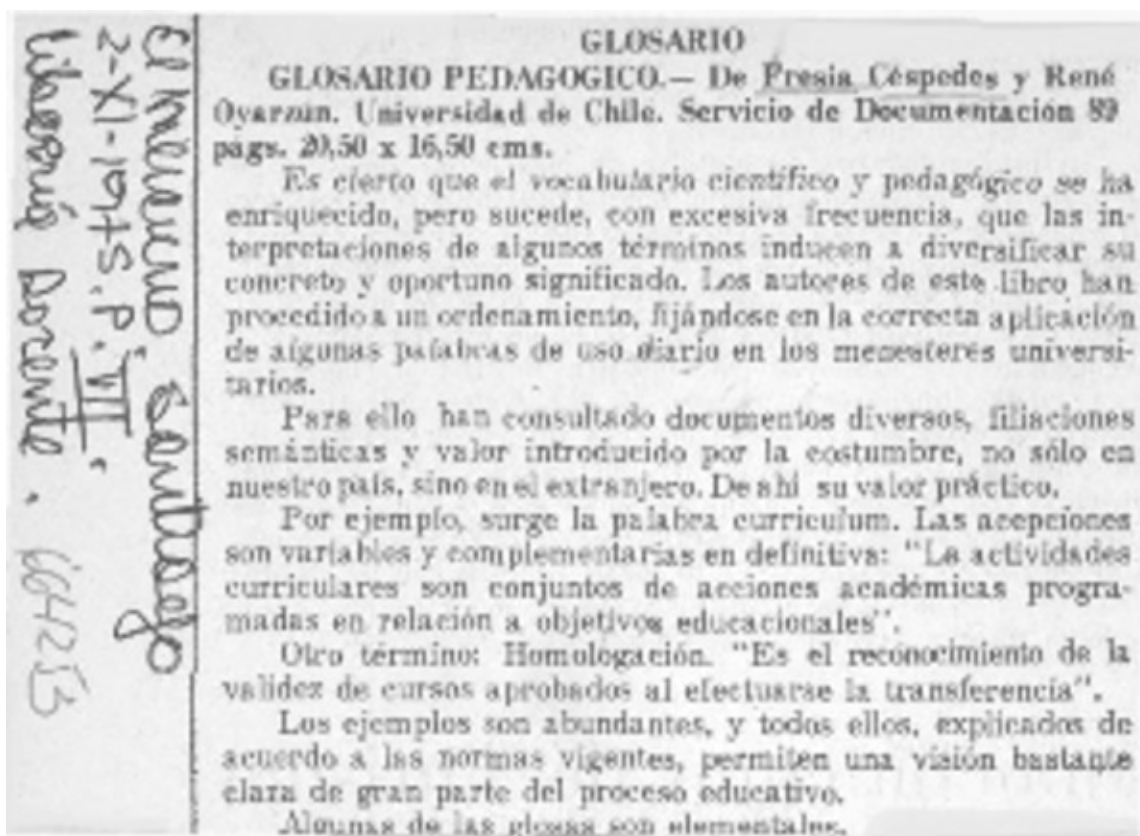 El Mercurio. Santiago
2-XI-1975. P. VII.
Docente. 664253
GLOSARIO
GLOSARIO PEDAGOGICO.— De Presia Céspedes y René
Oyarzún. Universidad de Chile. Servicio de Documentación 89
págs. 20,50 x 16,50 cms.
Es cierto que el vocabulario científico y pedagógico se ha
enriquecido, pero sucede, con excesiva frecuencia, que las in-
terpretaciones de algunos términos inducen a diversificar su
concreto y oportuno significado. Los autores de este libro han
procedido a un ordenamiento, fijándose en la correcta aplicación
de algunas palabras de uso diario en los menesteres universi-
tarios.
Para ello han consultado documentos diversos, filiaciones
semánticas y valor introducido por la costumbre, no sólo en
nuestro país, sino en el extranjero. De ahí su valor práctico.
Por ejemplo, surge la palabra curriculum. Las acepciones
son variables y complementarias en definitiva: "La actividades
curriculares son conjuntos de acciones académicas progra-
madas en relación a objetivos educacionales".
Otro término: Homologación. "Es el reconocimiento de la
validez de cursos aprobados al efectuarse la transferencia".
Los ejemplos son abundantes, y todos ellos, explicados de
acuerdo a las normas vigentes, permiten una visión bastante
clara de gran parte del proceso educativo.
Algunas de las glosas son elementales.